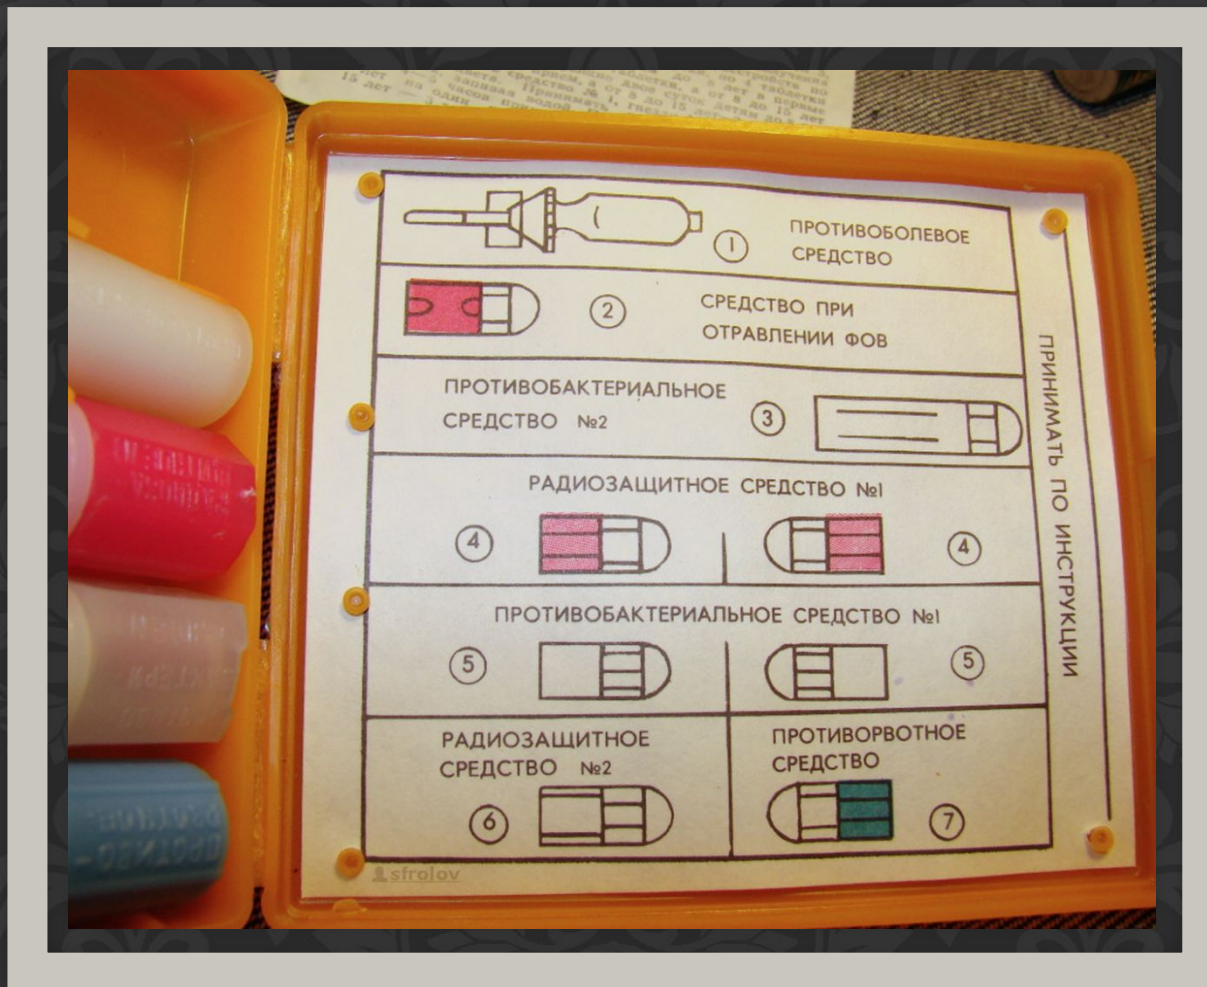 1
ПРОТИВОБОЛЕВОЕ
СРЕДСТВО
2
СРЕДСТВО ПРИ
ОТРАВЛЕНИИ ФОВ
ПРОТИВОБАКТЕРИАЛЬНОЕ
СРЕДСТВО №2
3
РАДИОЗАЩИТНОЕ СРЕДСТВО №1
4
4
ПРОТИВОБАКТЕРИАЛЬНОЕ СРЕДСТВО №1
5
5
РАДИОЗАЩИТНОЕ
СРЕДСТВО №2
6
ПРОТИВОРВОТНОЕ
СРЕДСТВО
7
ПРИНИМАТЬ ПО ИНСТРУКЦИИ
sfrolov